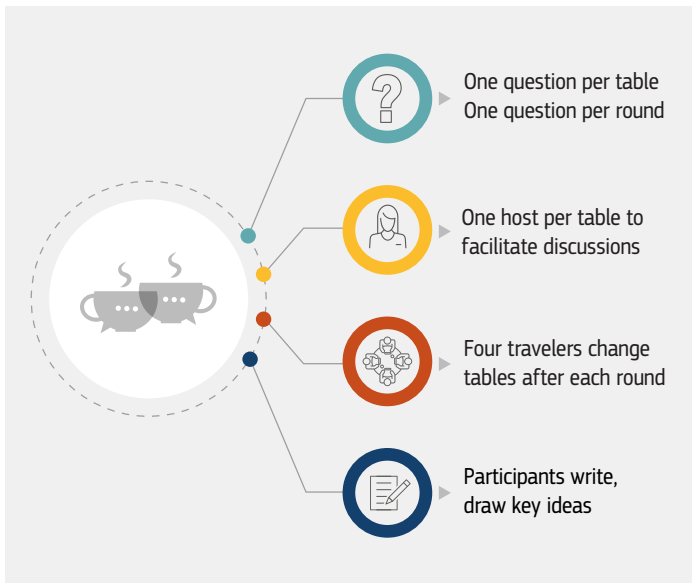 One question per table
One question per round
One host per table to
facilitate discussions
Four travelers change
tables after each round
Participants write,
draw key ideas